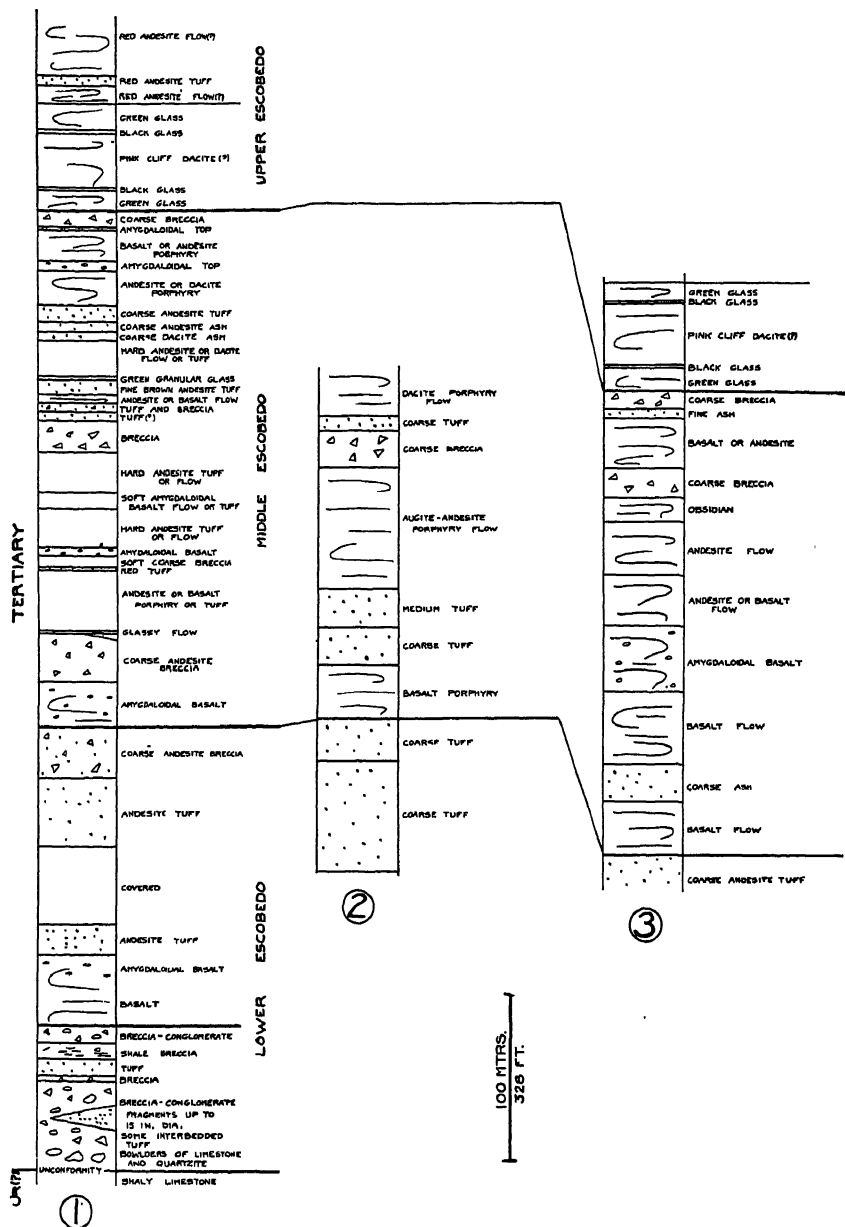 RED ANDESITE FLOW(?)
RED ANDESITE TUFF
RED ANDESITE FLOW(?)
GREEN GLASS
BLACK GLASS
PINK CLIFF DACITE(?)
BLACK GLASS
GREEN GLASS
COARSE BRECCIA
AMYGDALOIDAL TOP
BASALT OR ANDESITE
PORPHYRY
AMYGDALOIDAL TOP
ANDESITE OR DACITE
PORPHYRY
COARSE ANDESITE TUFF
COARSE ANDESITE ASH
COARSE DACITE ASH
HARD ANDESITE OR DACITE
FLOW OR TUFF
GREEN GRANULAR GLASS
FINE BROWN ANDESITE TUFF
ANDESITE OR BASALT FLOW
TUFF AND BRECCIA
TUFF(?)
BRECCIA
HARD ANDESITE TUFF
OR FLOW
SOFT AMYGDALOIDAL
BASALT FLOW OR TUFF
HARD ANDESITE TUFF
OR FLOW
AMYDALOIDAL BASALT
SOFT COARSE BRECCIA
RED TUFF
ANDESITE OR BASALT
PORPHYRY OR TUFF
GLASSEY FLOW
COARSE ANDESITE
BRECCIA
AMYGDALOIDAL BASALT
COARSE ANDESITE BRECCIA
ANDESITE TUFF
COVERED
ANDESITE TUFF
AMYGDALOIDAL BASALT
BASALT
BRECCIA-CONGLOMERATE
SHALE BRECCIA
TUFF
BRECCIA
BRECCIA-CONGLOMERATE
FRAGMENTS UP TO
15 IN. DIA.
SOME INTERBEDDED
TUFF
BOWLDERS OF LIMESTONE
AND QUARTZITE
UNCONFORMITY
SHALY LIMESTONE
1
TERTIARY
JR(?)
UPPER ESCOBEDO
MIDDLE ESCOBEDO
LOWER ESCOBEDO
DACITE PORPHYRY
FLOW
COARSE TUFF
COARSE BRECCIA
AUGITE-ANDESITE
PORPHYRY FLOW
MEDIUM TUFF
COARSE TUFF
BASALT PORPHYRY
COARSE TUFF
COARSE TUFF
2
GREEN GLASS
BLACK GLASS
PINK CLIFF DACITE(?)
BLACK GLASS
GREEN GLASS
COARSE BRECCIA
FINE ASH
BASALT OR ANDESITE
COARSE BRECCIA
OBSIDIAN
ANDESITE FLOW
ANDESITE OR BASALT
FLOW
AMYGDALOIDAL BASALT
BASALT FLOW
COARSE ASH
BASALT FLOW
COARSE ANDESITE TUFF
3
100 MTRS.
328 FT.